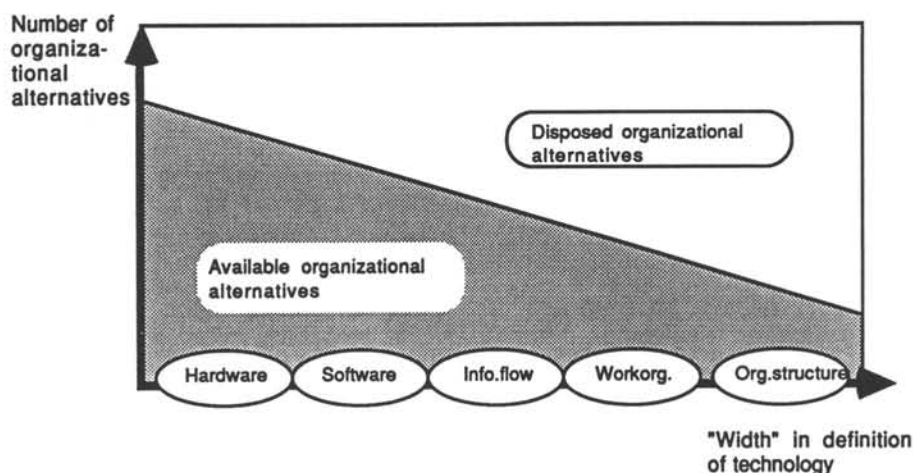 Number of
organiza-
tional
alternatives
Disposed organizational
alternatives
Available organizational
alternatives
Hardware
Software
Info.flow
Workorg.
Org.structure
"Width" in definition
of technology